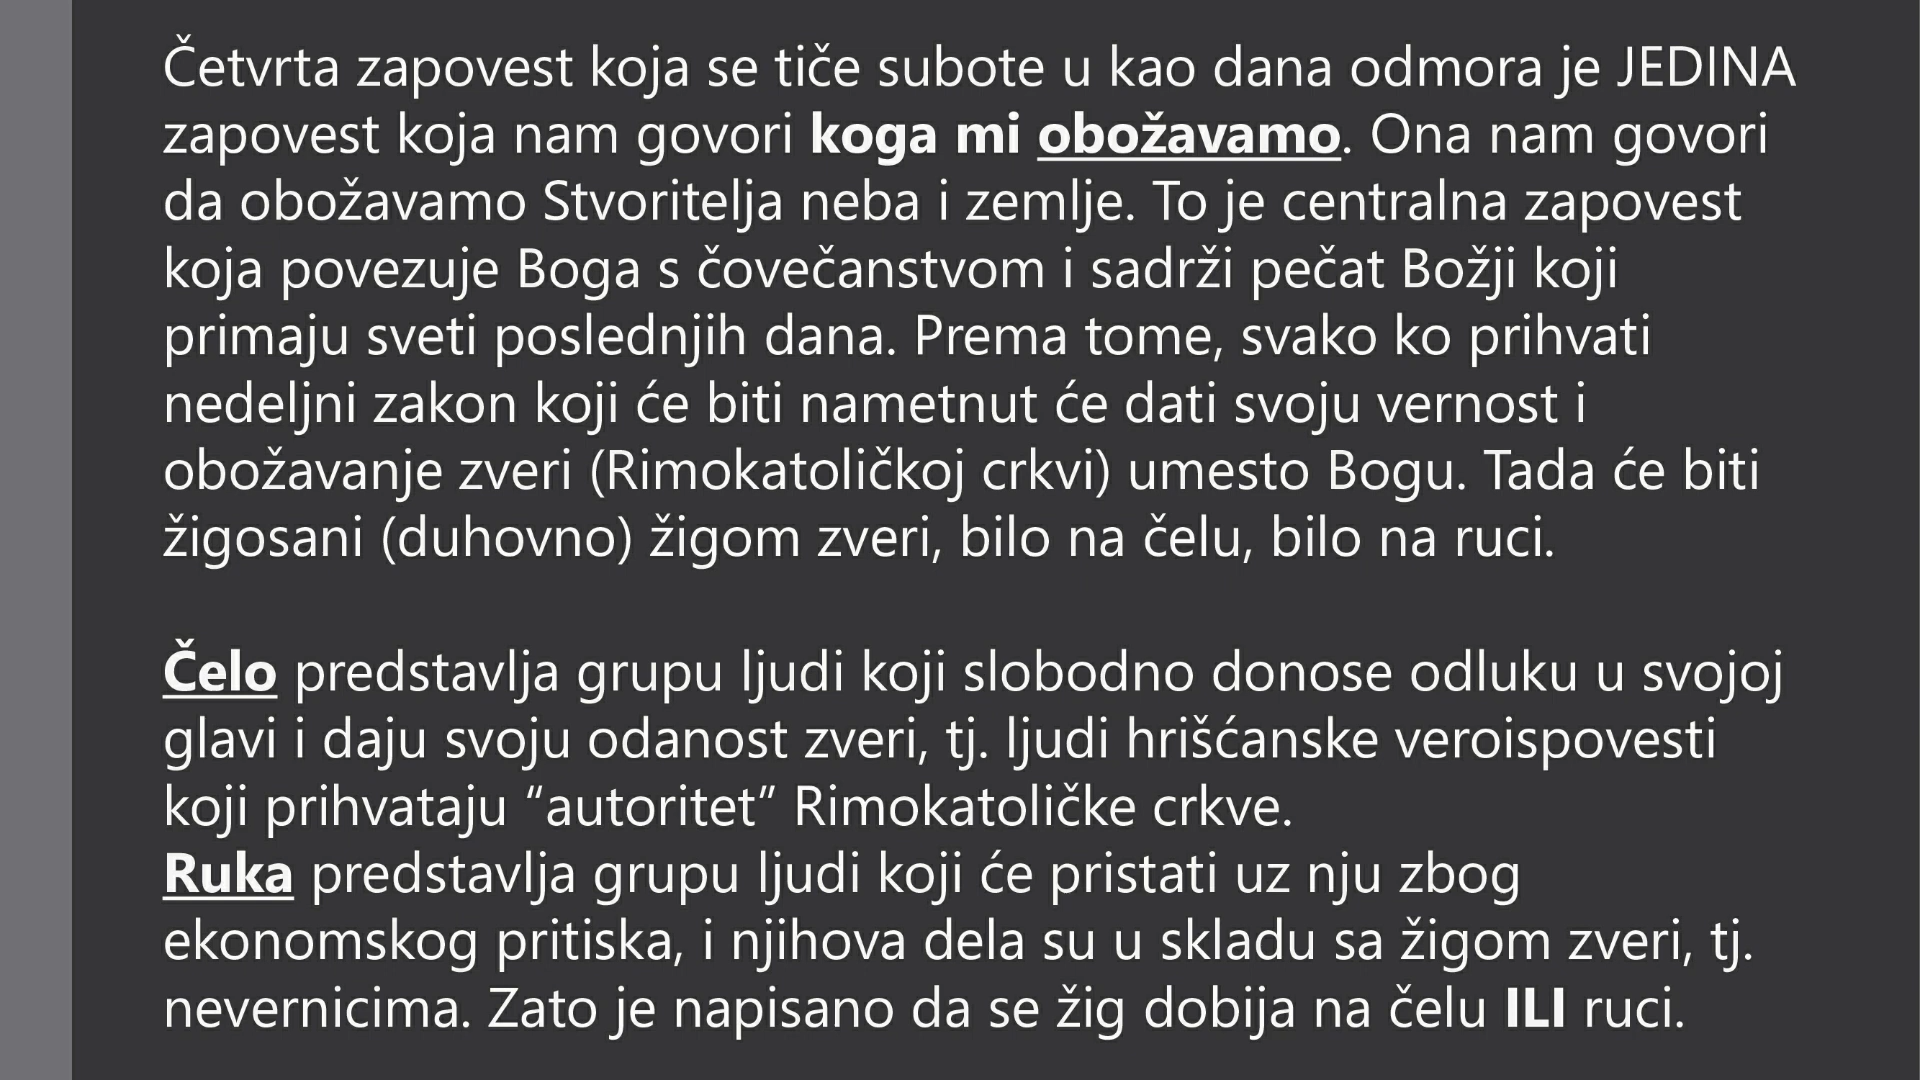 Četvrta zapovest koja se tiče subote u kao dana odmora je JEDINA
zapovest koja nam govori koga mi obožavamo. Ona nam govori
da obožavamo Stvoritelja neba i zemlje. To je centralna zapovest
koja povezuje Boga s čovečanstvom i sadrži pečat Božji koji
primaju sveti poslednjih dana. Prema tome, svako ko prihvati
nedeljni zakon koji će biti nametnut će dati svoju vernost i
obožavanje zveri (Rimokatoličkoj crkvi) umesto Bogu. Tada će biti
žigosani (duhovno) žigom zveri, bilo na čelu, bilo na ruci.
Čelo predstavlja grupu ljudi koji slobodno donose odluku u svojoj
glavi i daju svoju odanost zveri, tj. ljudi hrišćanske veroispovesti
koji prihvataju “autoritet” Rimokatoličke crkve.
Ruka predstavlja grupu ljudi koji će pristati uz nju zbog
ekonomskog pritiska, i njihova dela su u skladu sa žigom zveri, tj.
nevernicima. Zato je napisano da se žig dobija na čelu ILI ruci.